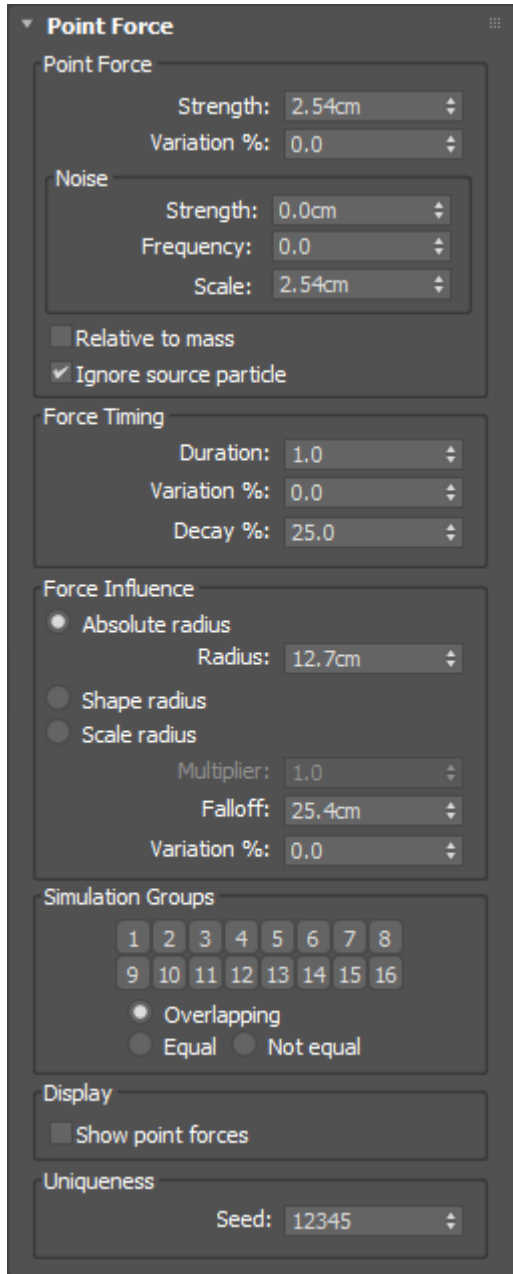 Point Force
Point Force
Strength: 2.54cm
Variation %: 0.0
Noise
Strength: 0.0cm
Frequency: 0.0
Scale: 2.54cm
Relative to mass
Ignore source particle
Force Timing
Duration: 1.0
Variation %: 0.0
Decay %: 25.0
Force Influence
Absolute radius
Radius: 12.7cm
Shape radius
Scale radius
Multiplier: 1.0
Falloff: 25.4cm
Variation %: 0.0
Simulation Groups
1 2 3 4 5 6 7 8
9 10 11 12 13 14 15 16
Overlapping
Equal Not equal
Display
Show point forces
Uniqueness
Seed: 12345